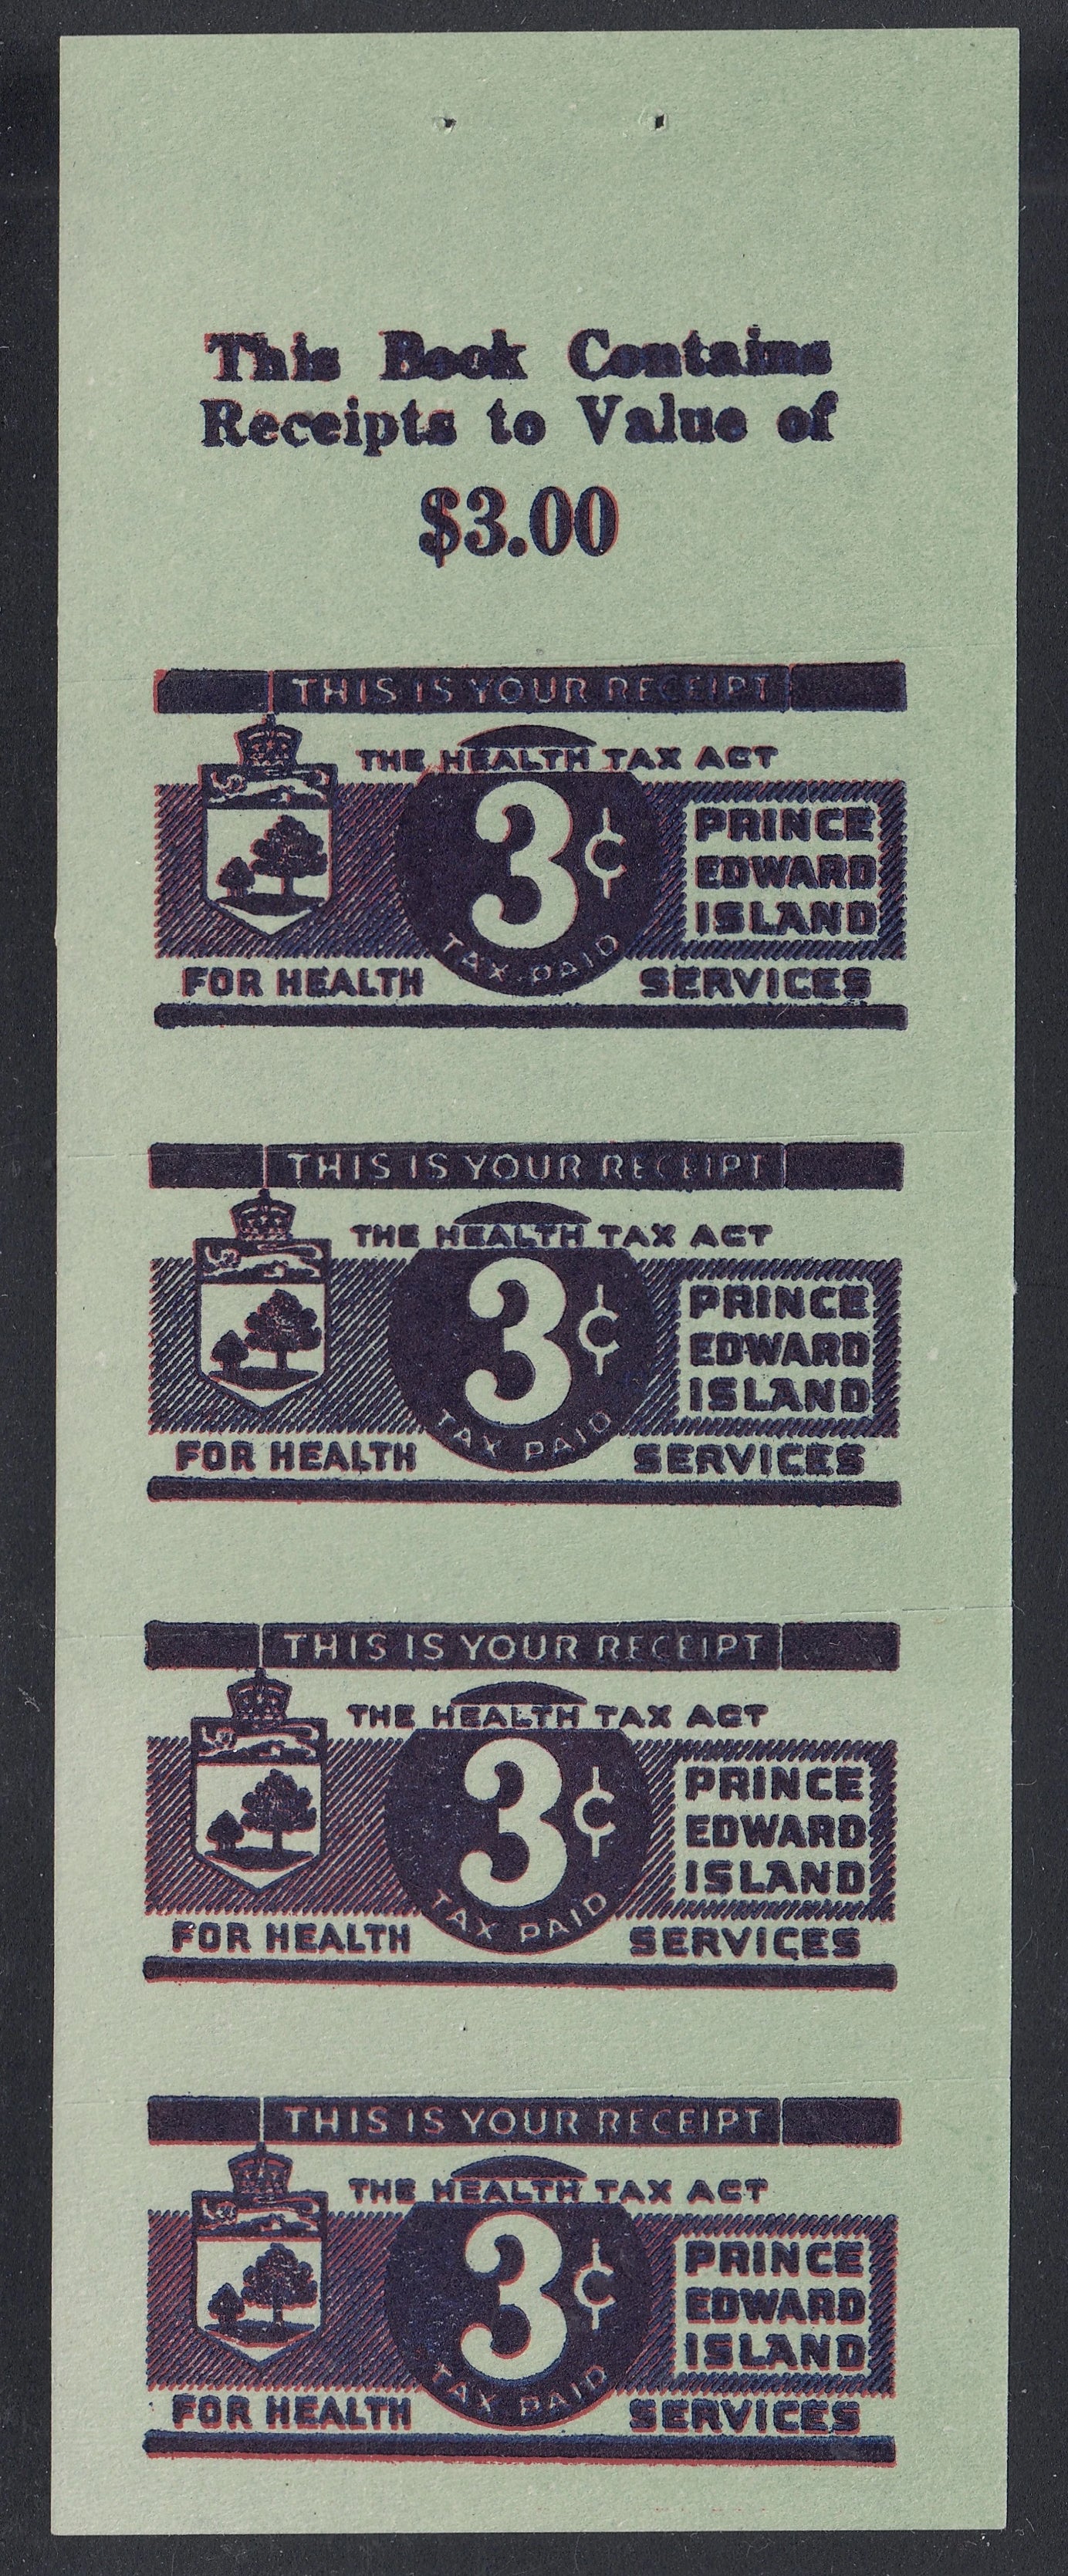 This Book Contains
Receipts to Value of
$3.00
THIS IS YOUR RECEIPT
THE HEALTH TAX ACT
3¢
PRINCE
EDWARD
ISLAND
TAX PAID
FOR HEALTH SERVICES
THIS IS YOUR RECEIPT
THE HEALTH TAX ACT
3¢
PRINCE
EDWARD
ISLAND
TAX PAID
FOR HEALTH SERVICES
THIS IS YOUR RECEIPT
THE HEALTH TAX ACT
3¢
PRINCE
EDWARD
ISLAND
TAX PAID
FOR HEALTH SERVICES
THIS IS YOUR RECEIPT
THE HEALTH TAX ACT
3¢
PRINCE
EDWARD
ISLAND
TAX PAID
FOR HEALTH SERVICES